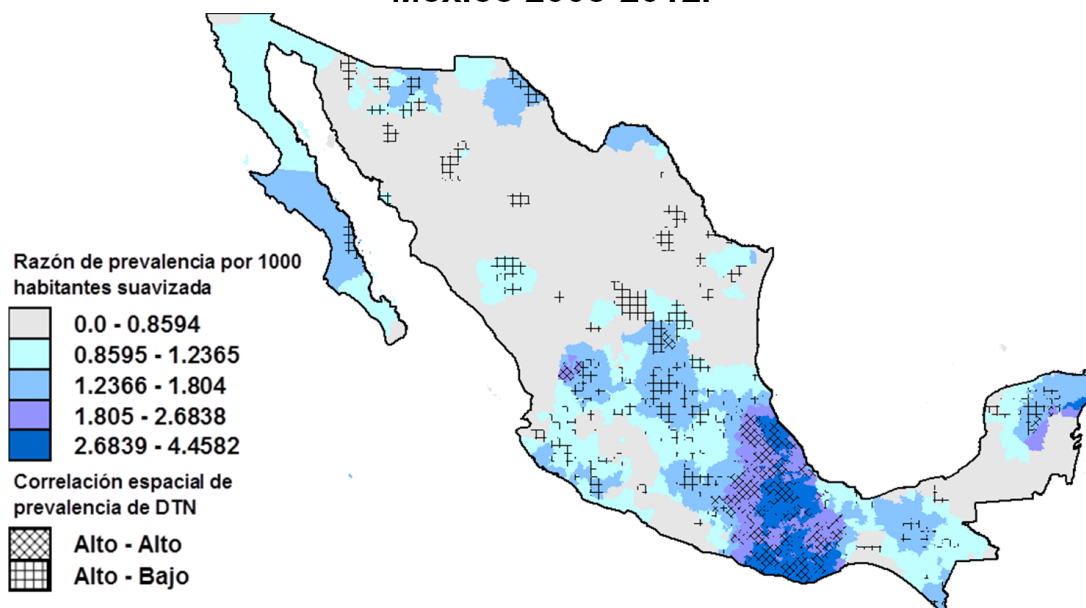 Razón de prevalencia por 1000
habitantes suavizada
0.0 - 0.8594
0.8595 - 1.2365
1.2366 - 1.804
1.805 - 2.6838
2.6839 - 4.4582
Correlación espacial de
prevalencia de DTN
Alto - Alto
Alto - Bajo